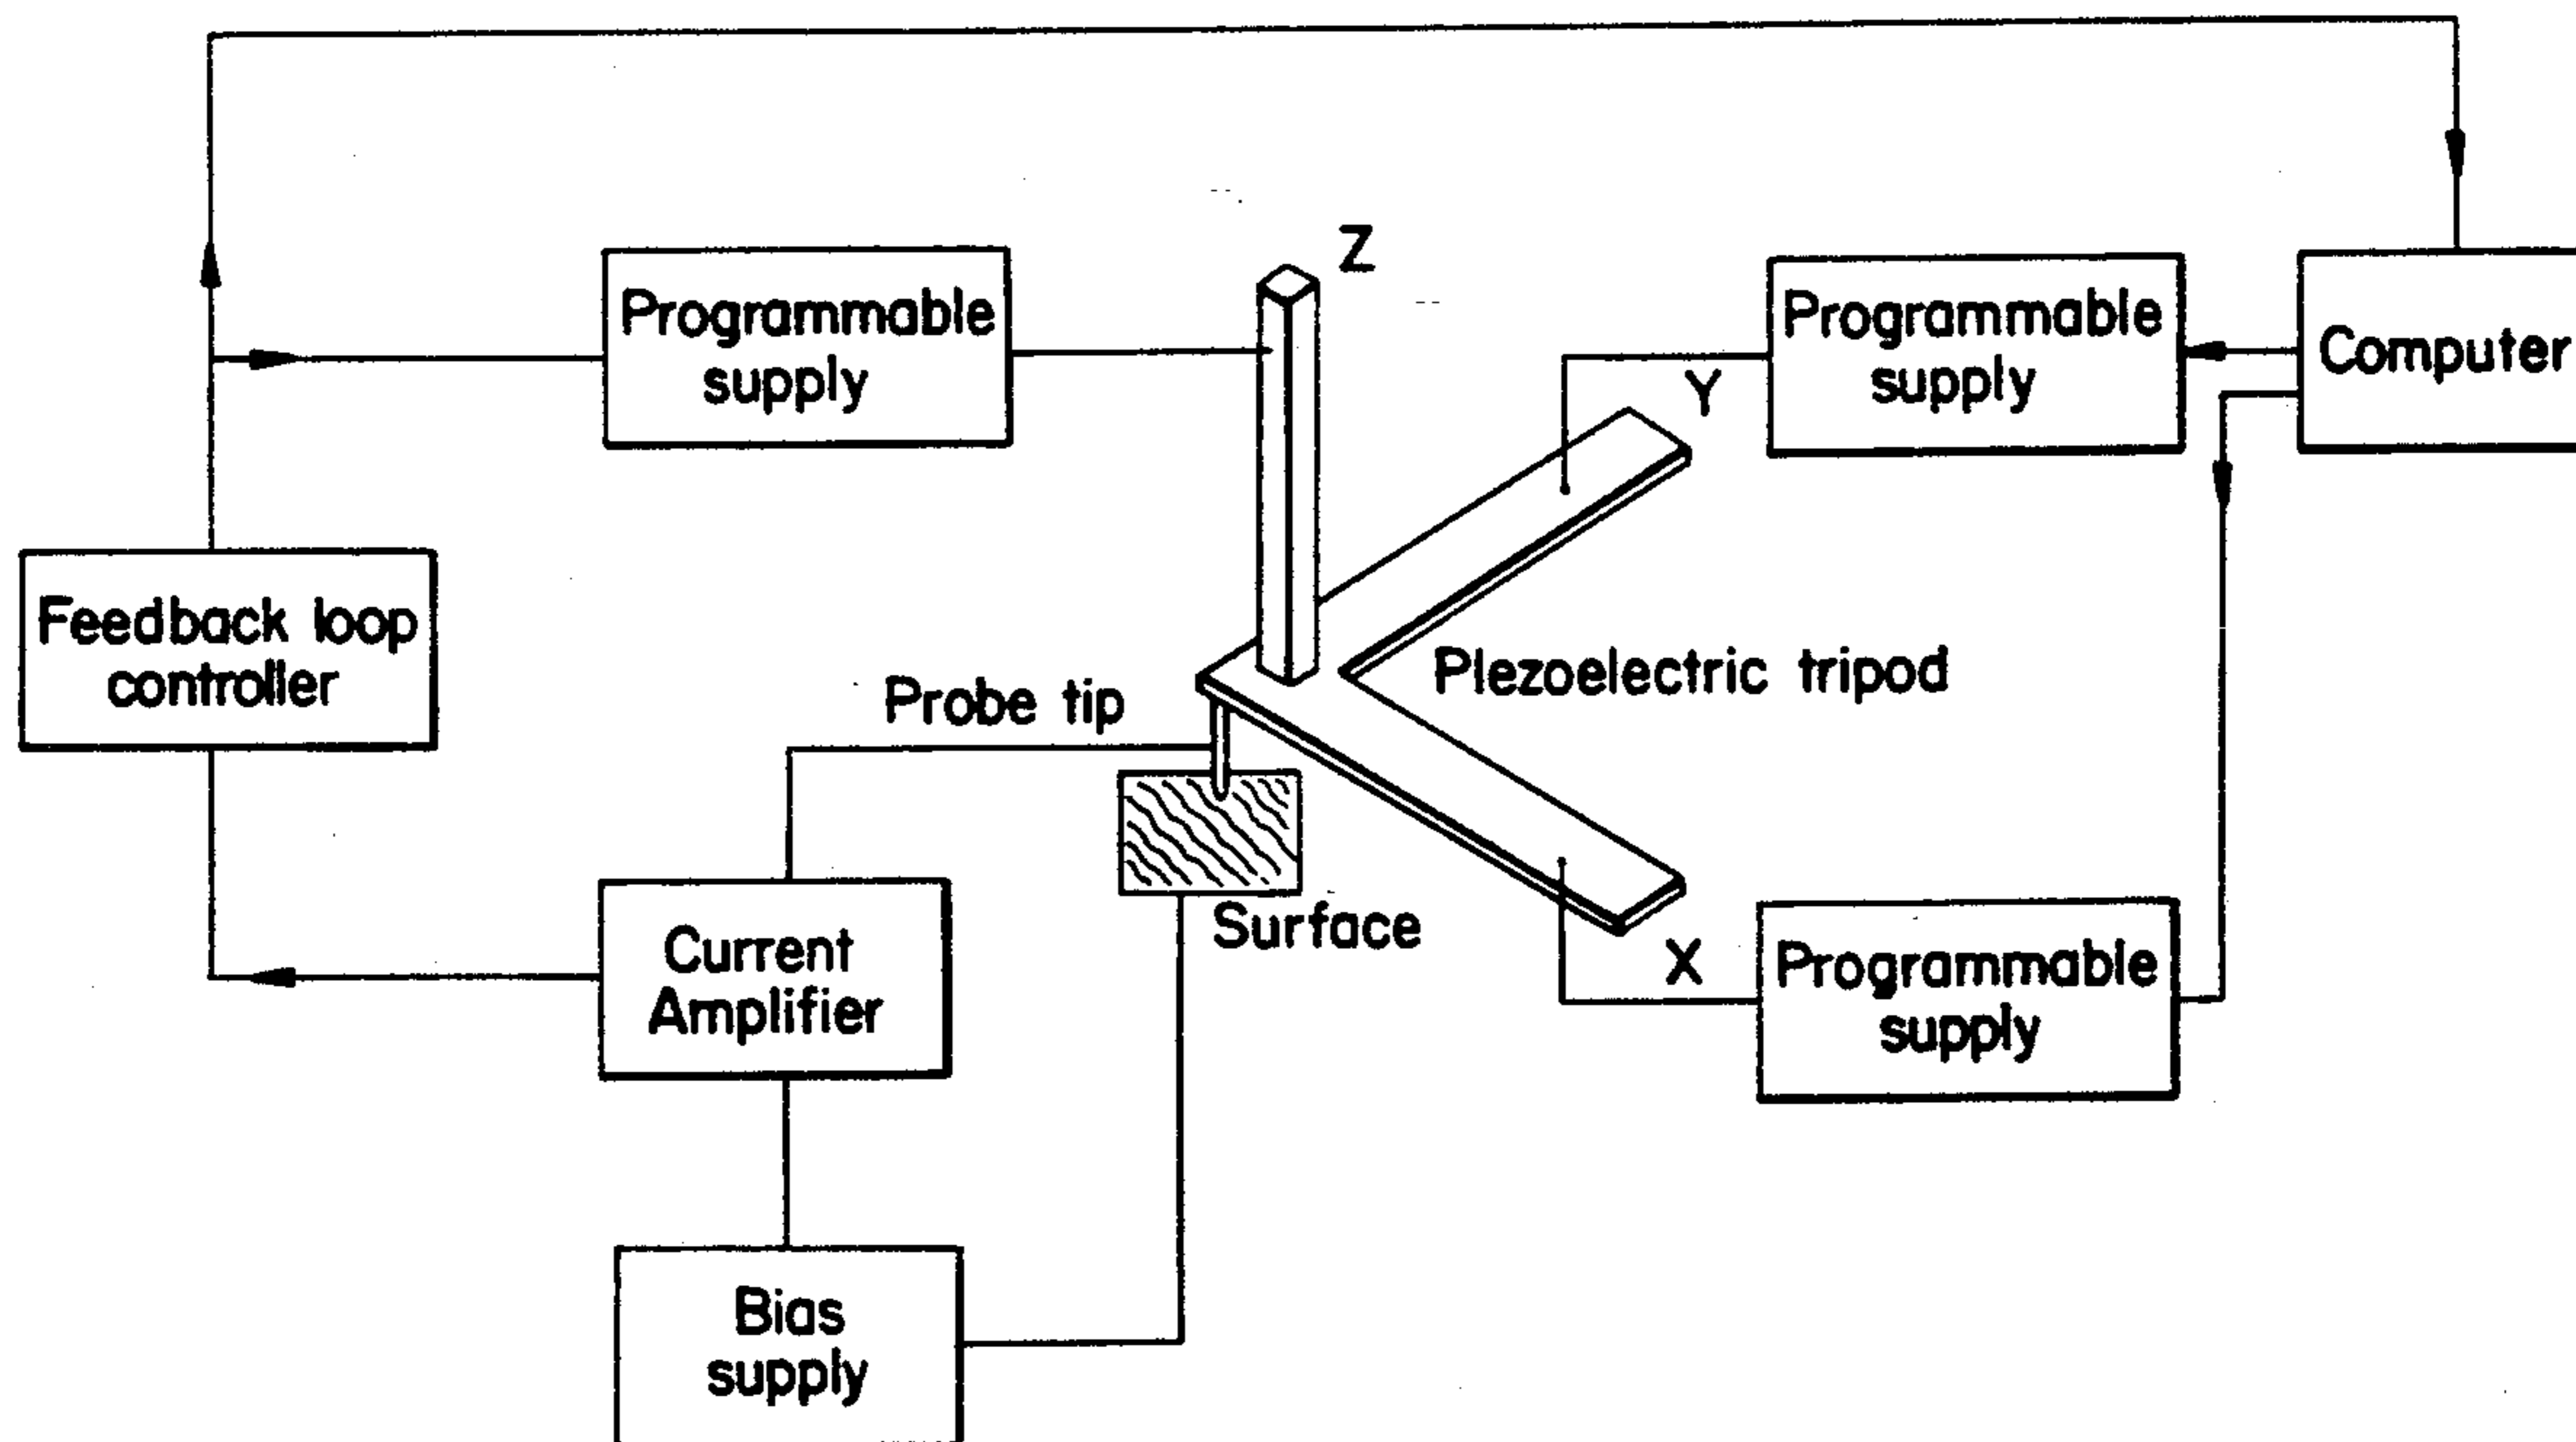 Z
Programmable
supply
Y
Programmable
supply
Computer
Feedback loop
controller
Plezoelectric tripod
Probe tip
Surface
Current
Amplifier
X
Programmable
supply
Bias
supply